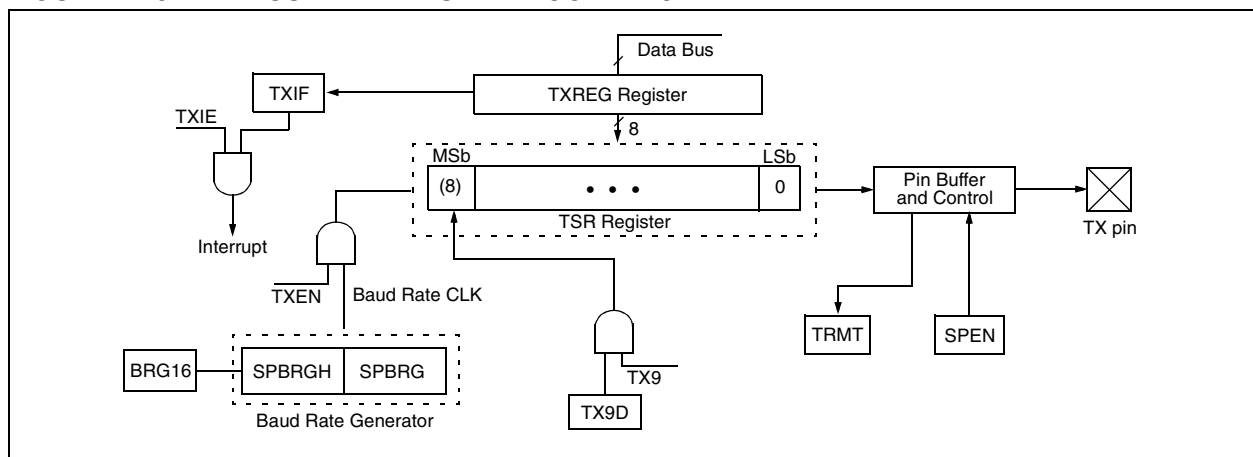 Data Bus
TXREG Register
TXIF
TXIE
8
MSb
LSb
(8)
• • •
0
TSR Register
Pin Buffer
and Control
TX pin
Interrupt
TXEN
Baud Rate CLK
TRMT
SPEN
BRG16
SPBRGH
SPBRG
TX9
TX9D
Baud Rate Generator